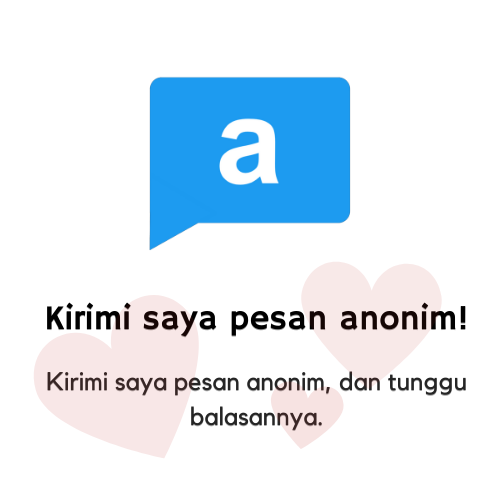 a
Kirimi saya pesan anonim!
Kirimi saya pesan anonim, dan tunggu
balasannya.